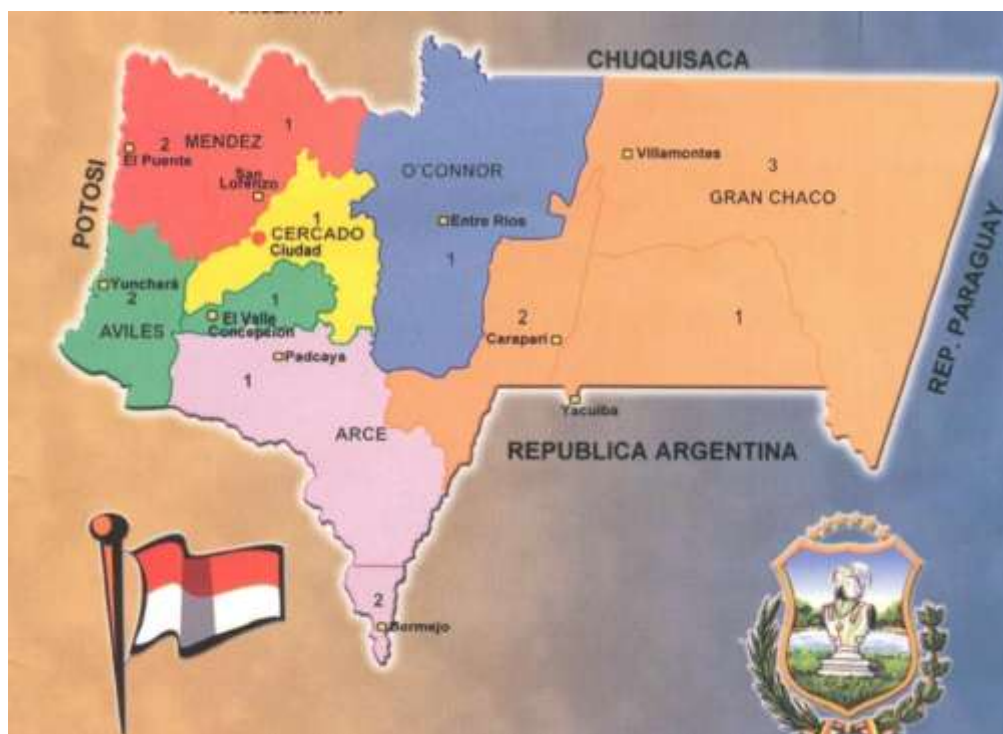 CHUQUISACA
POTOSI
2
MENDEZ
1
El Puente
San
Lorenzo
O'CONNOR
Villamontes
3
GRAN CHACO
1
CERCADO
Ciudad
Entre Rios
1
Yunchará
2
AVILES
1
El Valle
Concepcion
2
Caraparí
1
REP. PARAGUAY
Padcaya
1
ARCE
Yacuiba
REPUBLICA ARGENTINA
2
Bermejo